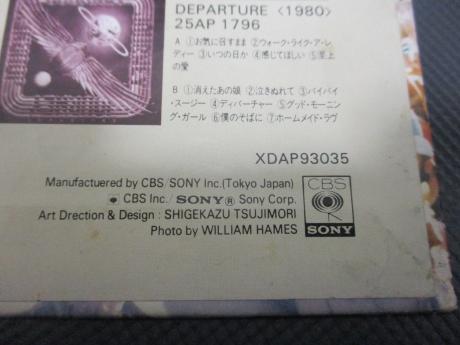 DEPARTURE〈1980〉
25AP 1796
A ①お気に召すまま ②ウォーク・ライク・ア・レ
ディー ③いつの日か ④感じてほしい ⑤至上
の愛
B ①消えたあの娘 ②泣きぬれて ③バイバイ
・スージー ④ディパーチャー ⑤グッド・モーニン
グ・ガール ⑥僕のそばに ⑦ホームメイド・ラヴ
XDAP93035
Manufactuered by CBS/SONY Inc.(Tokyo Japan)
CBS Inc./ SONY® Sony Corp.
Art Drection & Design : SHIGEKAZU TSUJIMORI
Photo by WILLIAM HAMES
CBS
SONY